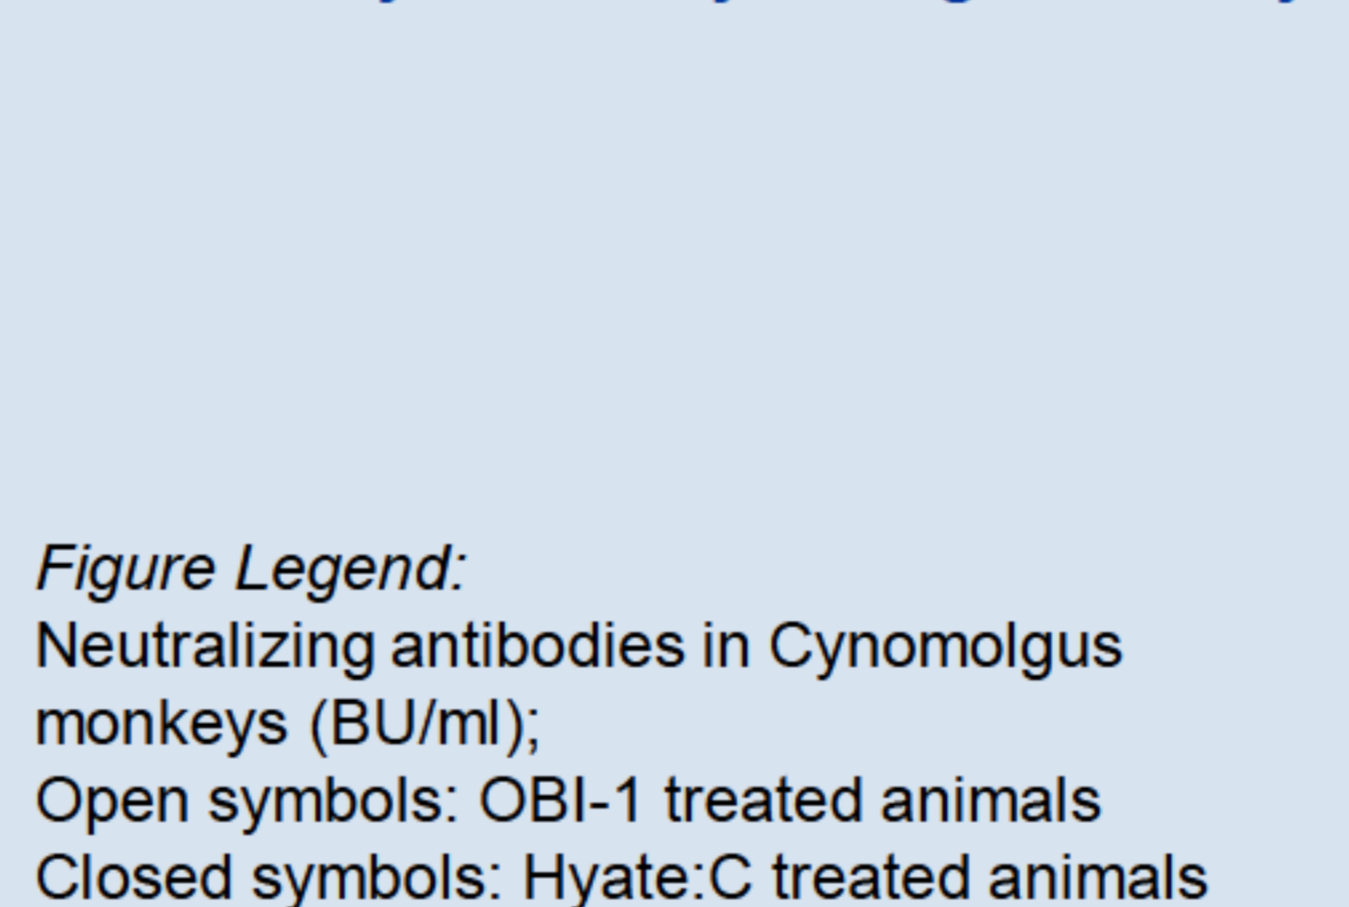 Figure Legend:
Neutralizing antibodies in Cynomolgus
monkeys (BU/ml);
Open symbols: OBI-1 treated animals
Closed symbols: Hyate:C treated animals